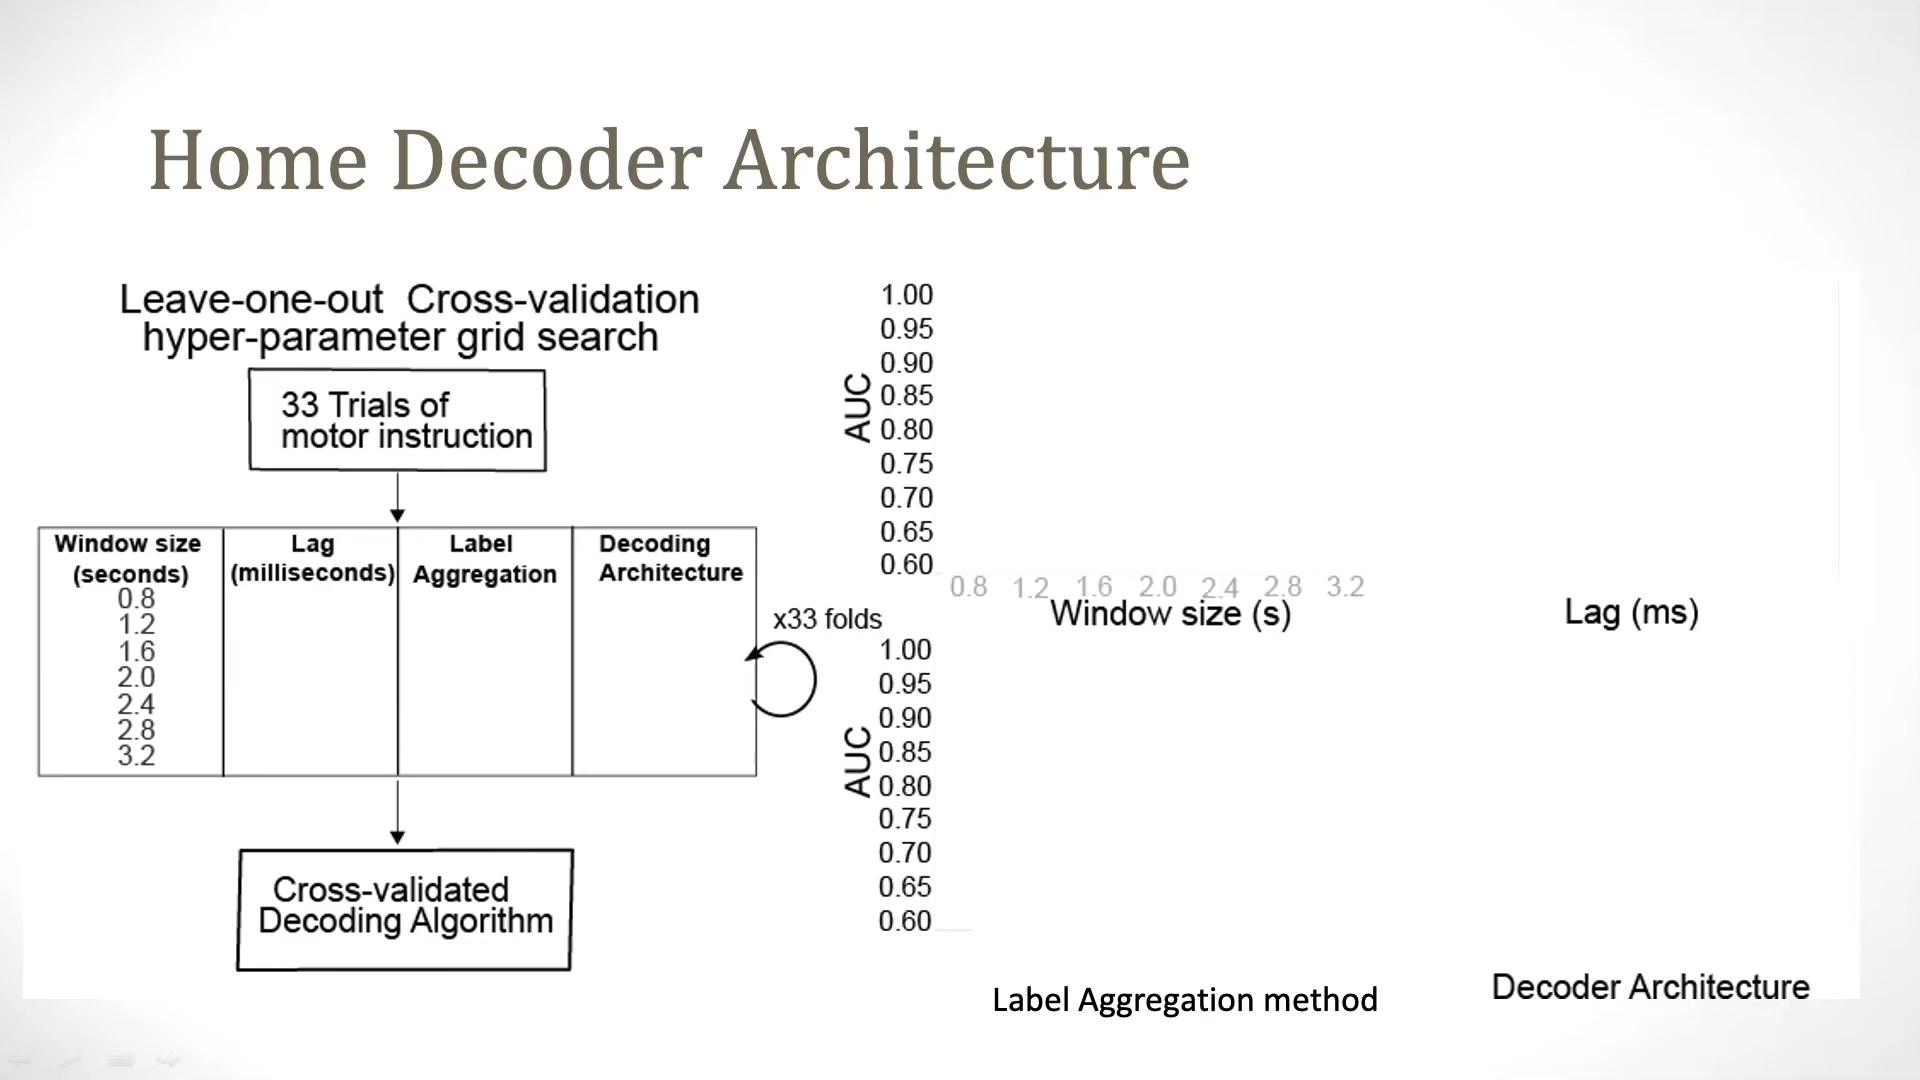 Home Decoder Architecture
Leave-one-out Cross-validation
hyper-parameter grid search
33 Trials of
motor instruction
Window size
(seconds)
0.8
1.2
1.6
2.0
2.4
2.8
3.2
Lag
(milliseconds)
Label
Aggregation
Decoding
Architecture
x33 folds
Cross-validated
Decoding Algorithm
AUC
1.00
0.95
0.90
0.85
0.80
0.75
0.70
0.65
0.60
0.8 1.2 1.6 2.0 2.4 2.8 3.2
Window size (s)
Lag (ms)
AUC
1.00
0.95
0.90
0.85
0.80
0.75
0.70
0.65
0.60
Label Aggregation method
Decoder Architecture